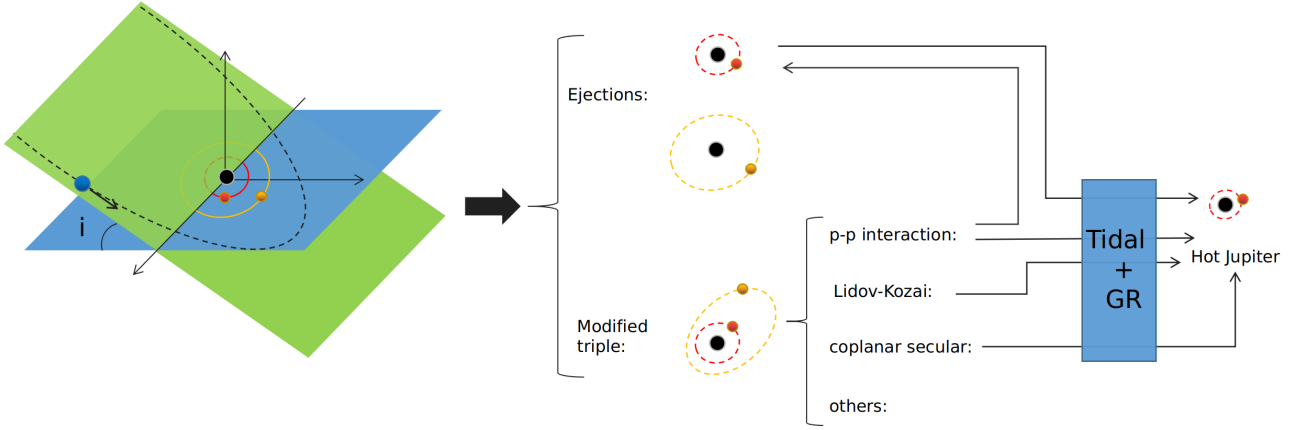 i
Ejections:
Modified
triple:
p-p interaction:
Lidov-Kozai:
coplanar secular:
others:
Tidal
+
GR
Hot Jupiter